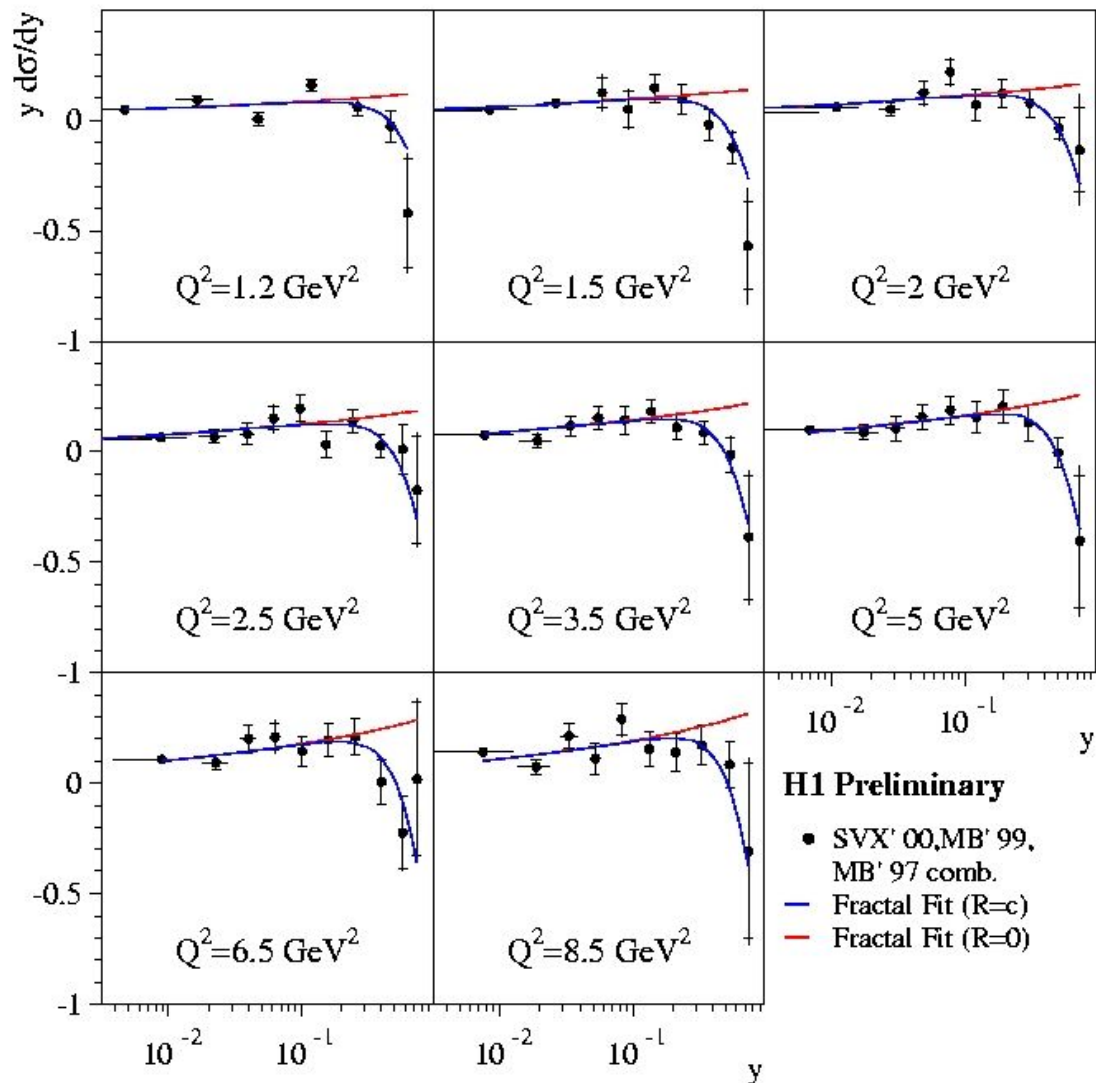 y dσ/dy
0
-0.5
-1
Q²=1.2 GeV²
Q²=1.5 GeV²
Q²=2 GeV²
0
-0.5
-1
Q²=2.5 GeV²
Q²=3.5 GeV²
Q²=5 GeV²
0
-0.5
-1
Q²=6.5 GeV²
Q²=8.5 GeV²
10⁻² 10⁻¹
y
H1 Preliminary
SVX' 00,MB' 99,
MB' 97 comb.
Fractal Fit (R=c)
Fractal Fit (R=0)
10⁻² 10⁻¹ 10⁻² 10⁻¹
y